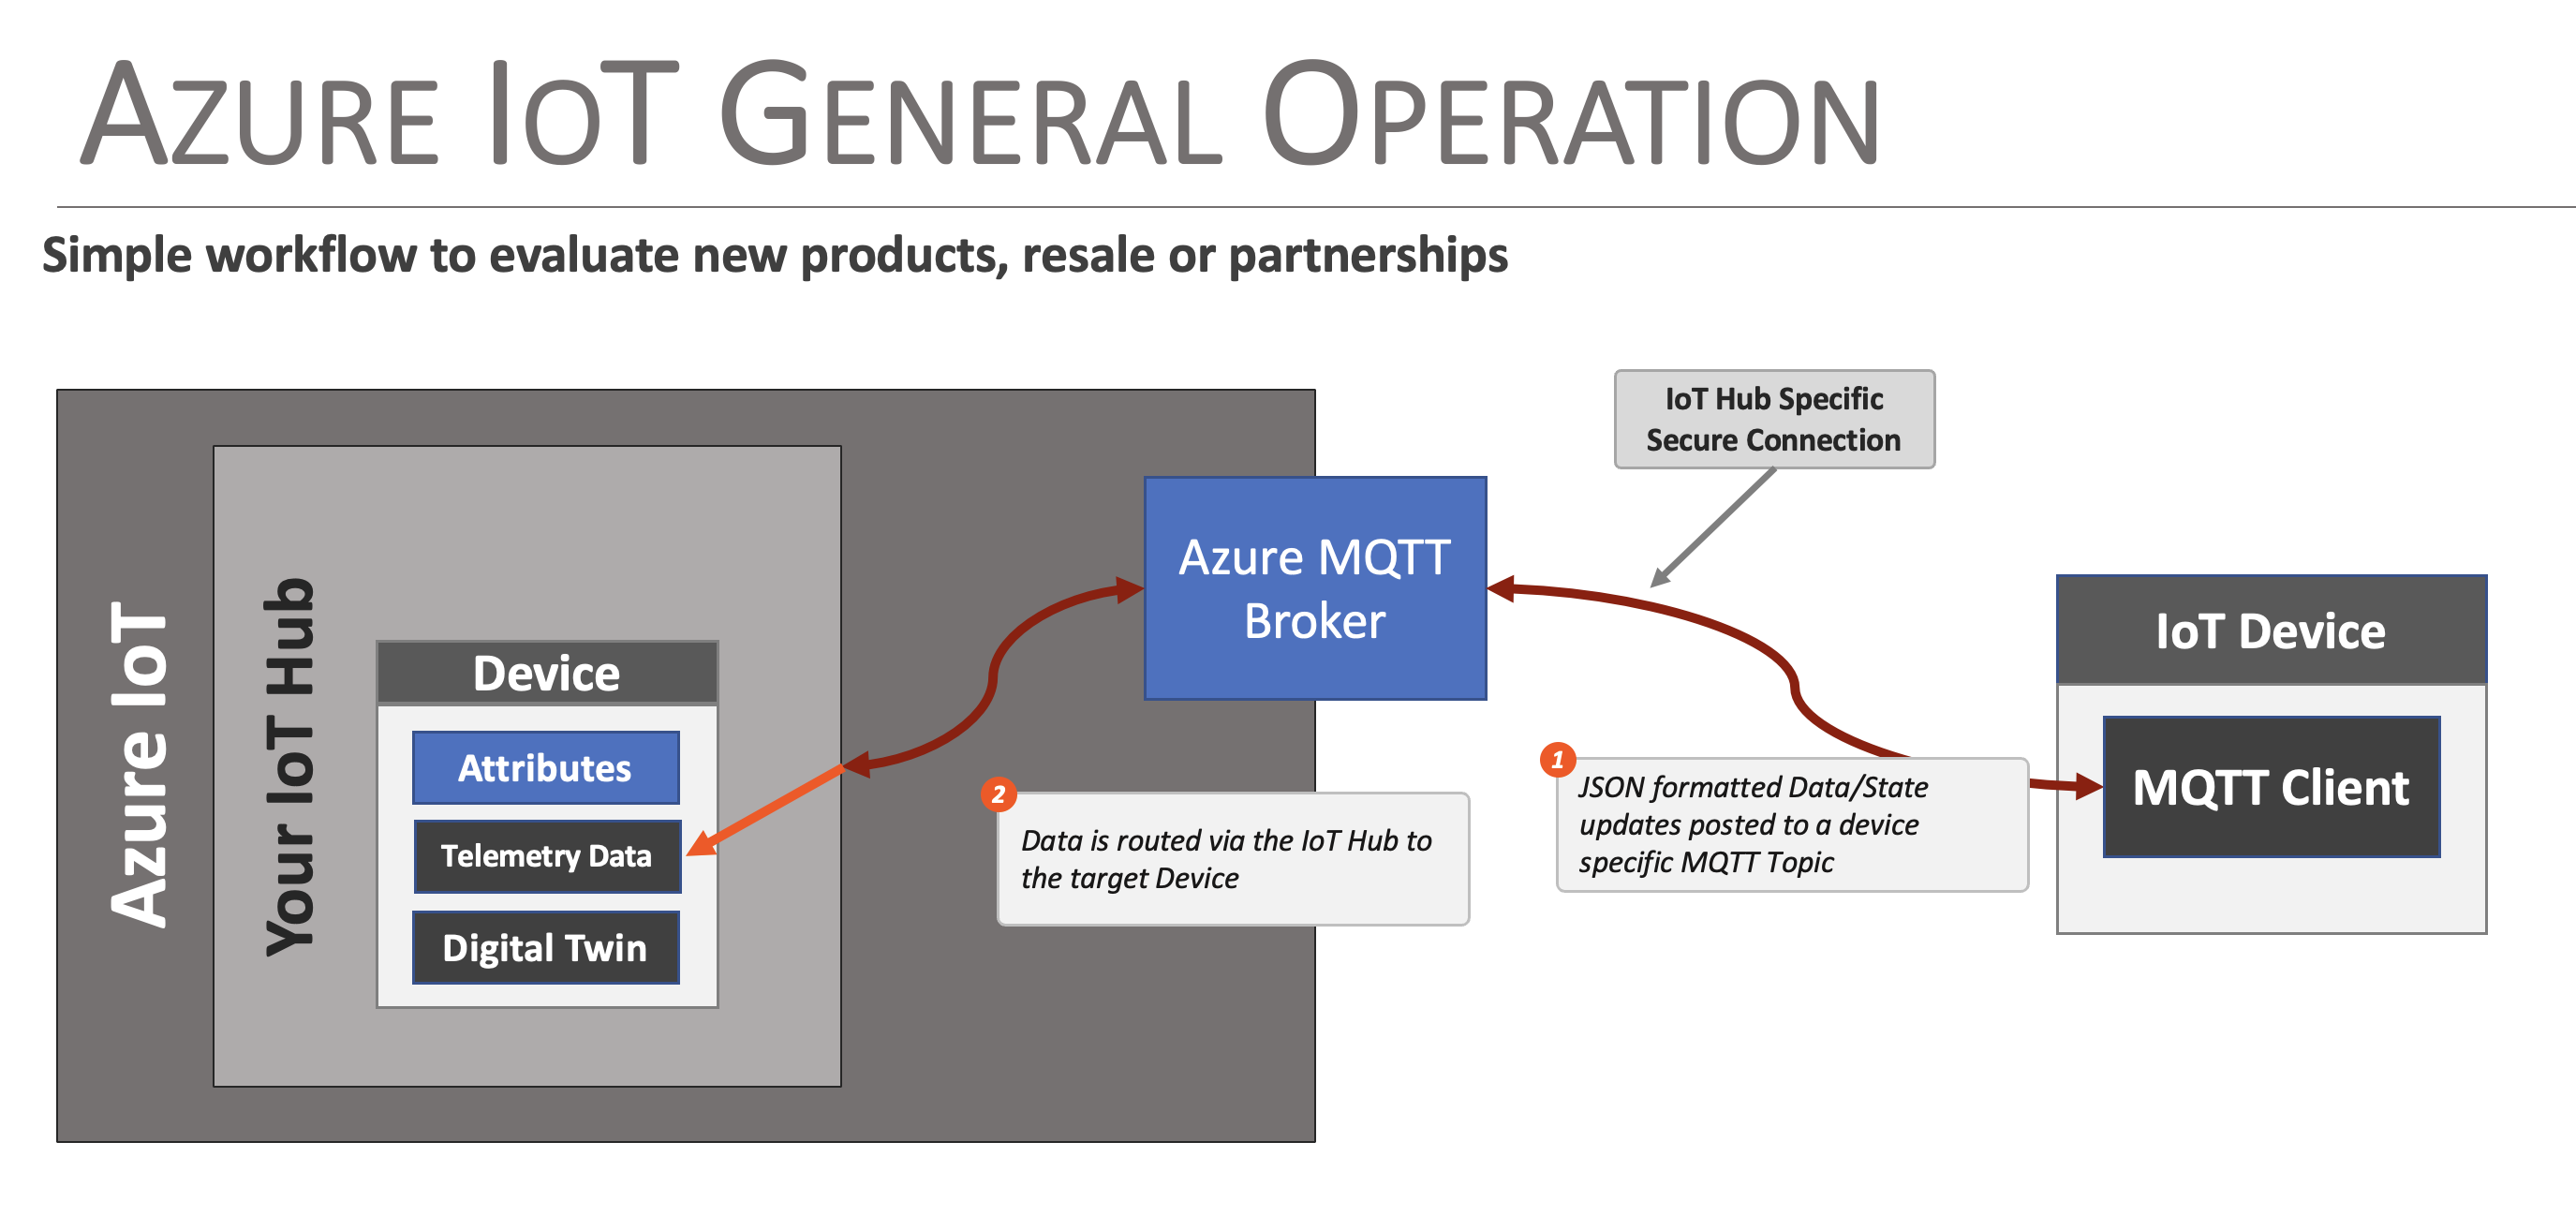 AZURE IOT GENERAL OPERATION
Simple workflow to evaluate new products, resale or partnerships
IoT Hub Specific
Secure Connection
Azure IoT
Your IoT Hub
Device
Attributes
Telemetry Data
Digital Twin
Azure MQTT
Broker
2
Data is routed via the IoT Hub to
the target Device
1
JSON formatted Data/State
updates posted to a device
specific MQTT Topic
IoT Device
MQTT Client